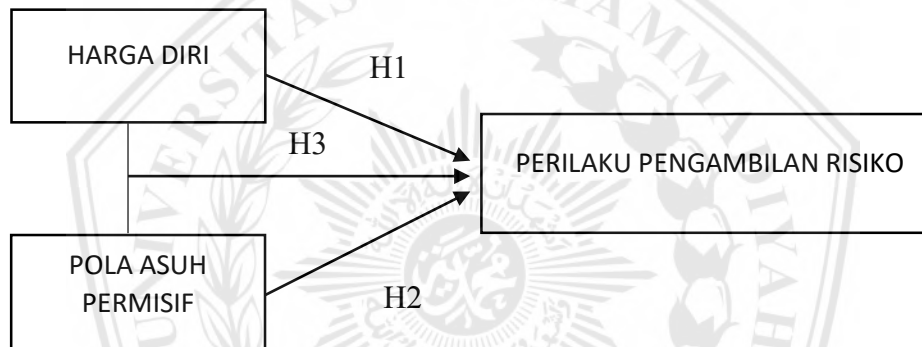 HARGA DIRI
H1
H3
PERILAKU PENGAMBILAN RISIKO
POLA ASUH
PERMISIF
H2